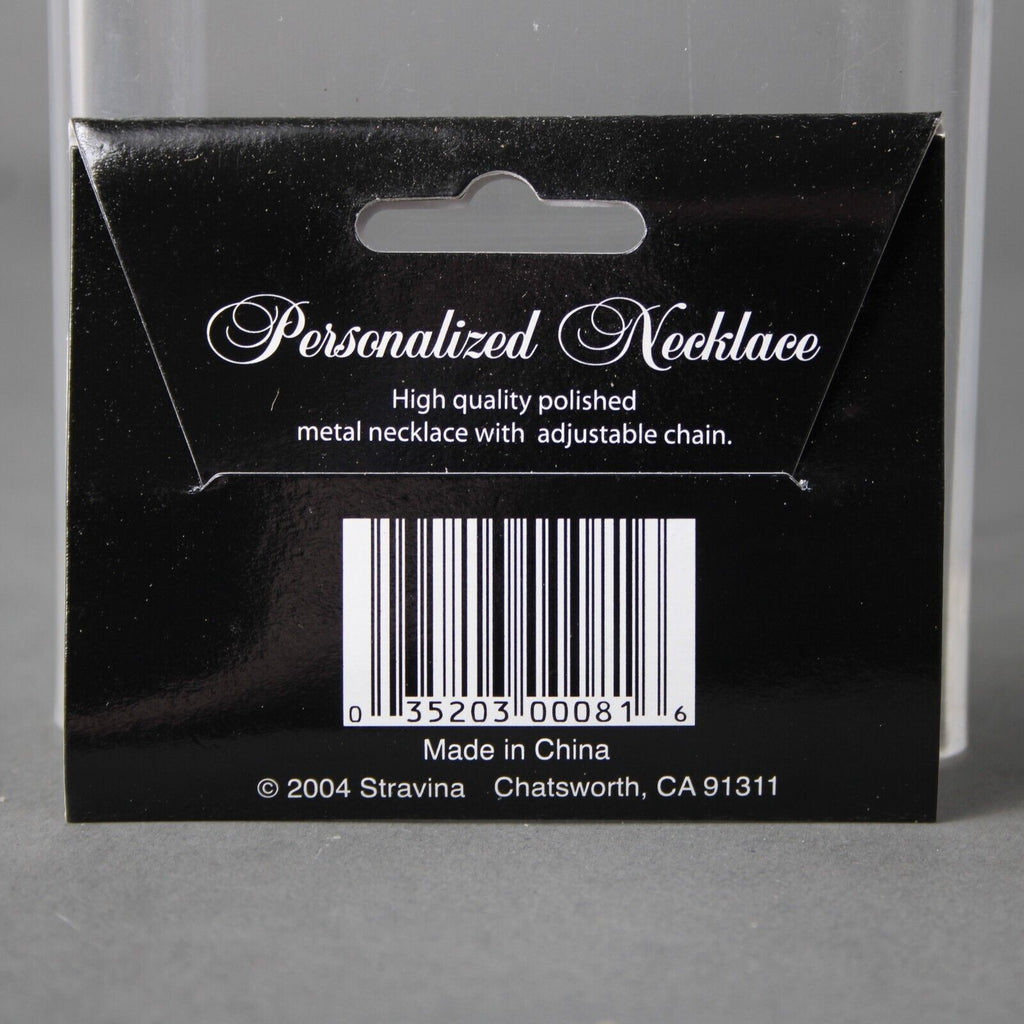 Personalized Necklace
High quality polished
metal necklace with adjustable chain.
0 35203 00081 6
Made in China
© 2004 Stravina Chatsworth, CA 91311